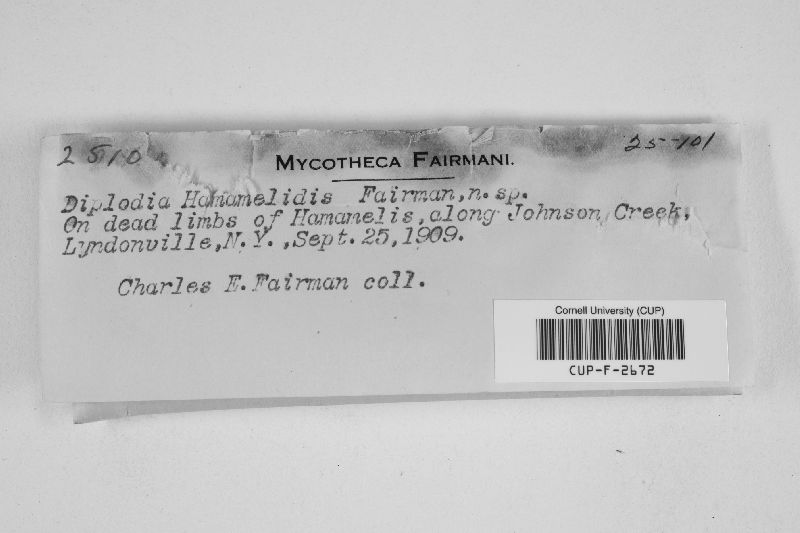 2510
25-101
MYCOTHECA FAIRMANI.
Diplodia Hamamelidis Fairman, n. sp.
On dead limbs of Hamamelis, along Johnson Creek,
Lyndonville, N. Y. , Sept. 25, 1909.
Charles E. Fairman coll.
Cornell University (CUP)
CUP-F-2672